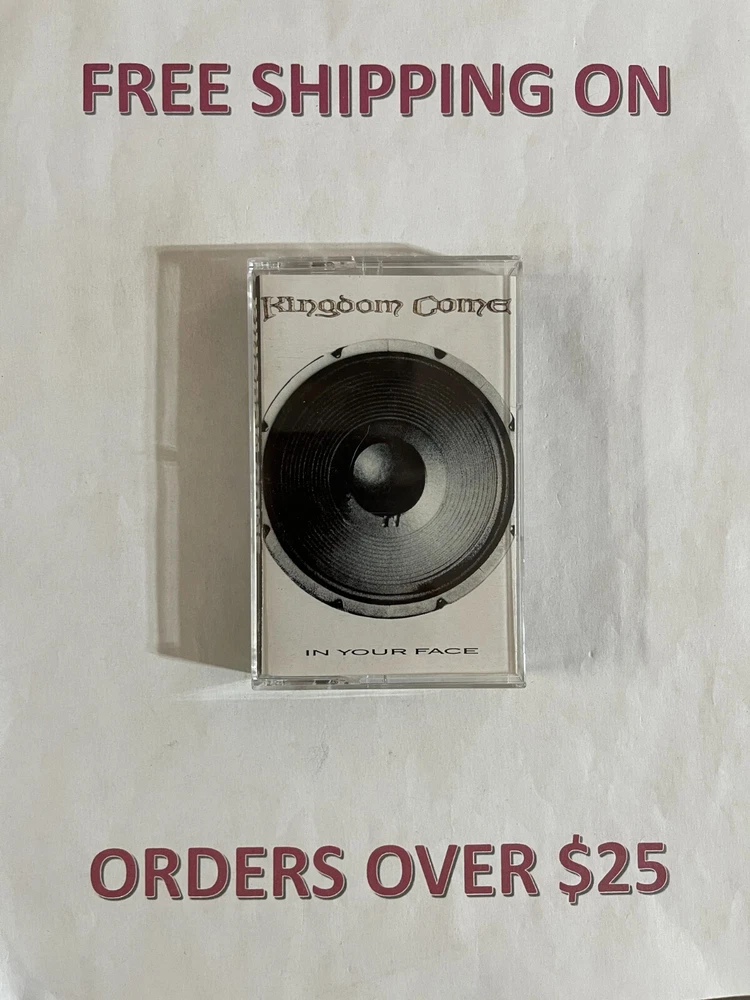 FREE SHIPPING ON
Kingdom Come
IN YOUR FACE
ORDERS OVER $25